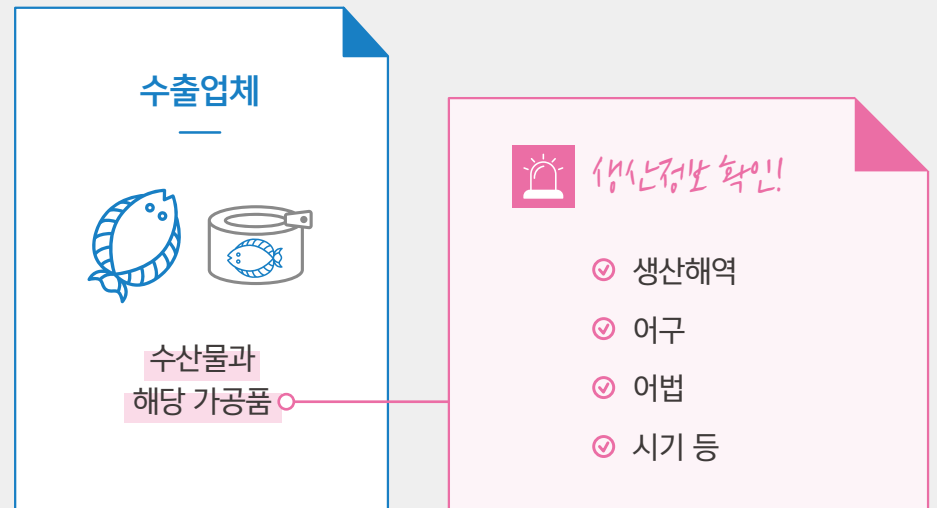 수출업체
수산물과
해당 가공품
생산정보 확인!
생산해역
어구
어법
시기 등